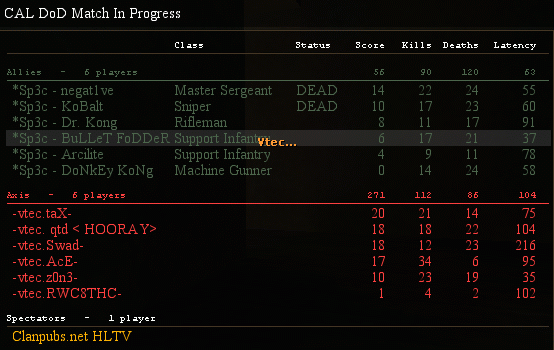 CAL DoD Match In Progress
Class Status Score Kills Deaths Latency
Allies - 6 players 56 90 120 63
*Sp3c - negat1ve Master Sergeant DEAD 14 22 24 55
*Sp3c - KoBalt Sniper DEAD 10 17 23 60
*Sp3c - Dr. Kong Rifleman 8 11 17 91
*Sp3c - BuLLeT FoDDeR Support Infantry 6 17 21 37
vtec...
*Sp3c - Arcilite Support Infantry 4 9 11 78
*Sp3c - DoNkEy KoNg Machine Gunner 0 14 24 58
Axis - 6 players 271 112 86 104
-vtec.taX- 20 21 14 75
-vtec. qtd < HOORAY> 18 18 22 104
-vtec.Swad- 18 12 23 216
-vtec.AcE- 17 34 6 95
-vtec.z0n3- 10 23 19 35
-vtec.RWC8THC- 1 4 2 102
Spectators - 1 player
Clanpubs.net HLTV